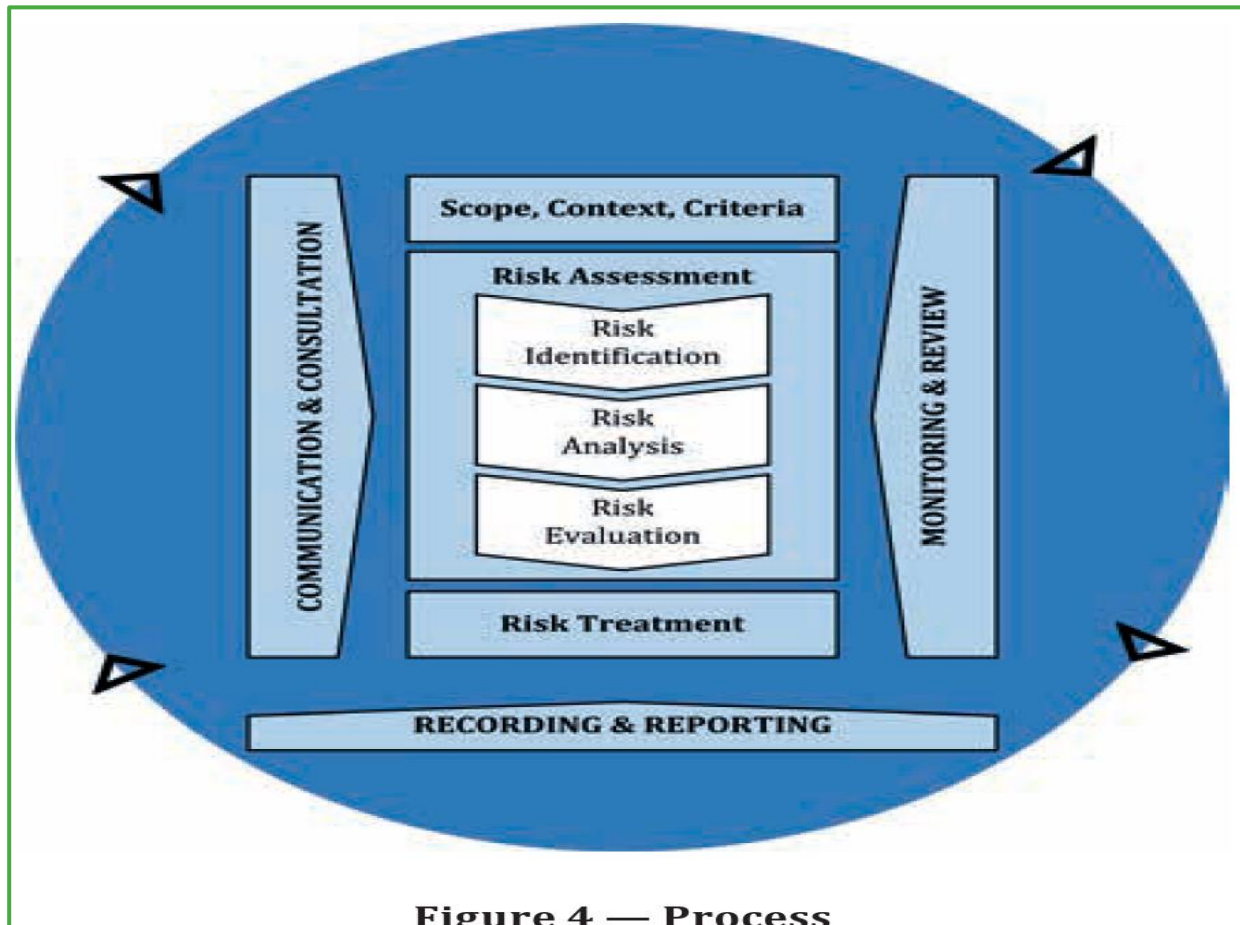 Scope, Context, Criteria
Risk Assessment
Risk
Identification
Risk
Analysis
Risk
Evaluation
Risk Treatment
COMMUNICATION & CONSULTATION
MONITORING & REVIEW
RECORDING & REPORTING
Figure 4 — Process